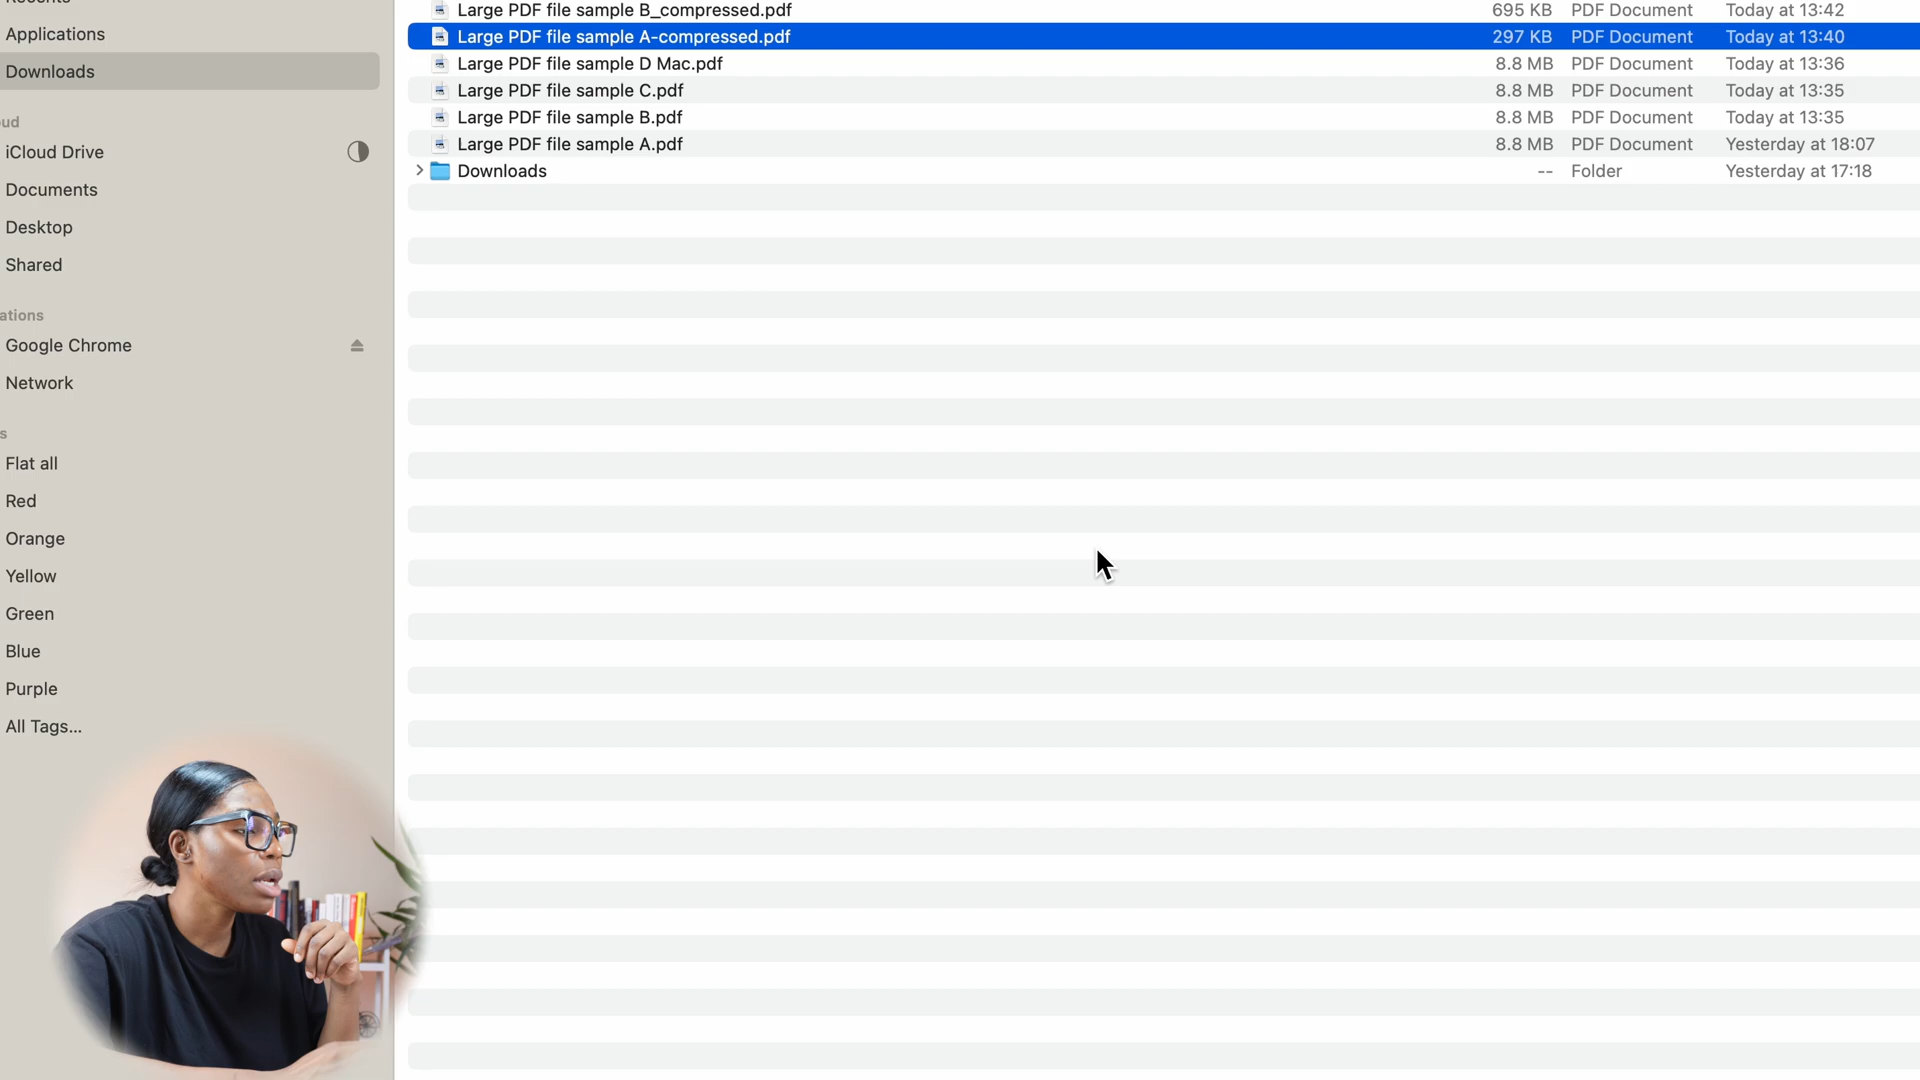 Applications
Downloads
iCloud Drive
Documents
Desktop
Shared
Google Chrome
Network
Flat all
Red
Orange
Yellow
Green
Blue
Purple
All Tags...
Large PDF file sample B_compressed.pdf 695 KB PDF Document Today at 13:42
Large PDF file sample A-compressed.pdf 297 KB PDF Document Today at 13:40
Large PDF file sample D Mac.pdf 8.8 MB PDF Document Today at 13:36
Large PDF file sample C.pdf 8.8 MB PDF Document Today at 13:35
Large PDF file sample B.pdf 8.8 MB PDF Document Today at 13:35
Large PDF file sample A.pdf 8.8 MB PDF Document Yesterday at 18:07
Downloads -- Folder Yesterday at 17:18